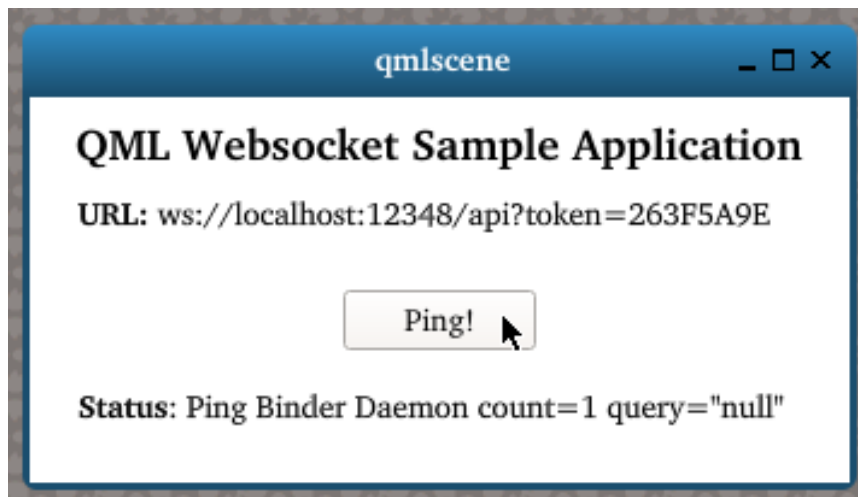 qmlscene
QML Websocket Sample Application
URL: ws://localhost:12348/api?token=263F5A9E
Ping!
Status: Ping Binder Daemon count=1 query="null"